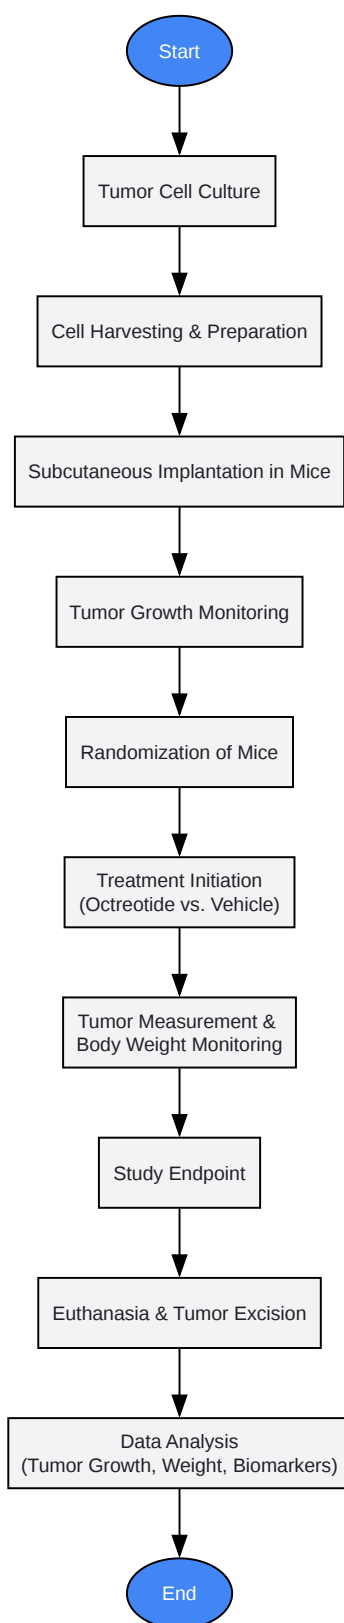 Start
Tumor Cell Culture
Cell Harvesting & Preparation
Subcutaneous Implantation in Mice
Tumor Growth Monitoring
Randomization of Mice
Treatment Initiation
(Octreotide vs. Vehicle)
Tumor Measurement &
Body Weight Monitoring
Study Endpoint
Euthanasia & Tumor Excision
Data Analysis
(Tumor Growth, Weight, Biomarkers)
End